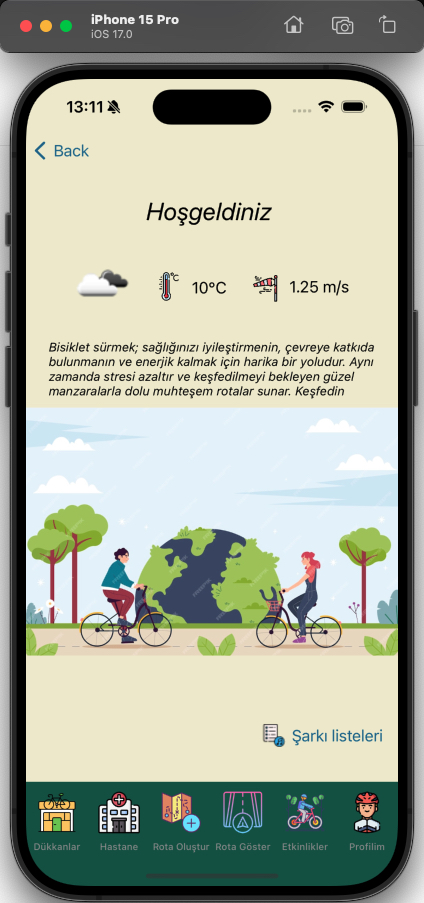 iPhone 15 Pro
iOS 17.0
13:11
Back
Hoşgeldiniz
°C
10°C
1.25 m/s
Bisiklet sürmek; sağlığınızı iyileştirmenin, çevreye katkıda
bulunmanın ve enerjik kalmak için harika bir yoludur. Aynı
zamanda stresi azaltır ve keşfedilmeyi bekleyen güzel
manzaralarla dolu muhteşem rotalar sunar. Keşfedin
Şarkı listeleri
Dükkanlar
Hastane
Rota Oluştur
Rota Göster
Etkinlikler
Profilim